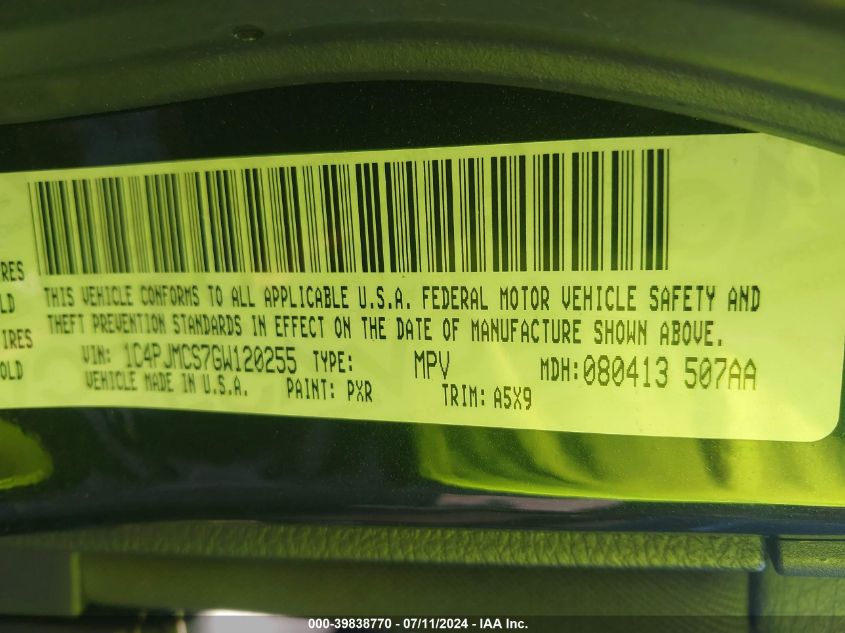 RES
LD
IRES
OLD
THIS VEHICLE CONFORMS TO ALL APPLICABLE U.S.A. FEDERAL MOTOR VEHICLE SAFETY AND
THEFT PREVENTION STANDARDS IN EFFECT ON THE DATE OF MANUFACTURE SHOWN ABOVE.
VIN: 1C4PJMCS7GW120255 TYPE: MPV MDH: 080413 507AA
VEHICLE MADE IN U.S.A. PAINT: PXR TRIM: A5X9
000-39838770 - 07/11/2024 - IAA Inc.